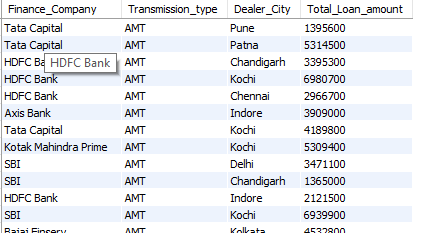 Finance_Company Transmission_type Dealer_City Total_Loan_amount
Tata Capital AMT Pune 1395600
Tata Capital AMT Patna 5314500
HDFC Ba AMT Chandigarh 3395300
HDFC Bank
HDFC Bank AMT Kochi 6980700
HDFC Bank AMT Chennai 2966700
Axis Bank AMT Indore 3909000
Tata Capital AMT Kochi 4189800
Kotak Mahindra Prime AMT Kochi 5309400
SBI AMT Delhi 3471100
SBI AMT Chandigarh 1365000
HDFC Bank AMT Indore 2121500
SBI AMT Kochi 6939900
Bajaj Finserv AMT Kolkata 4532800